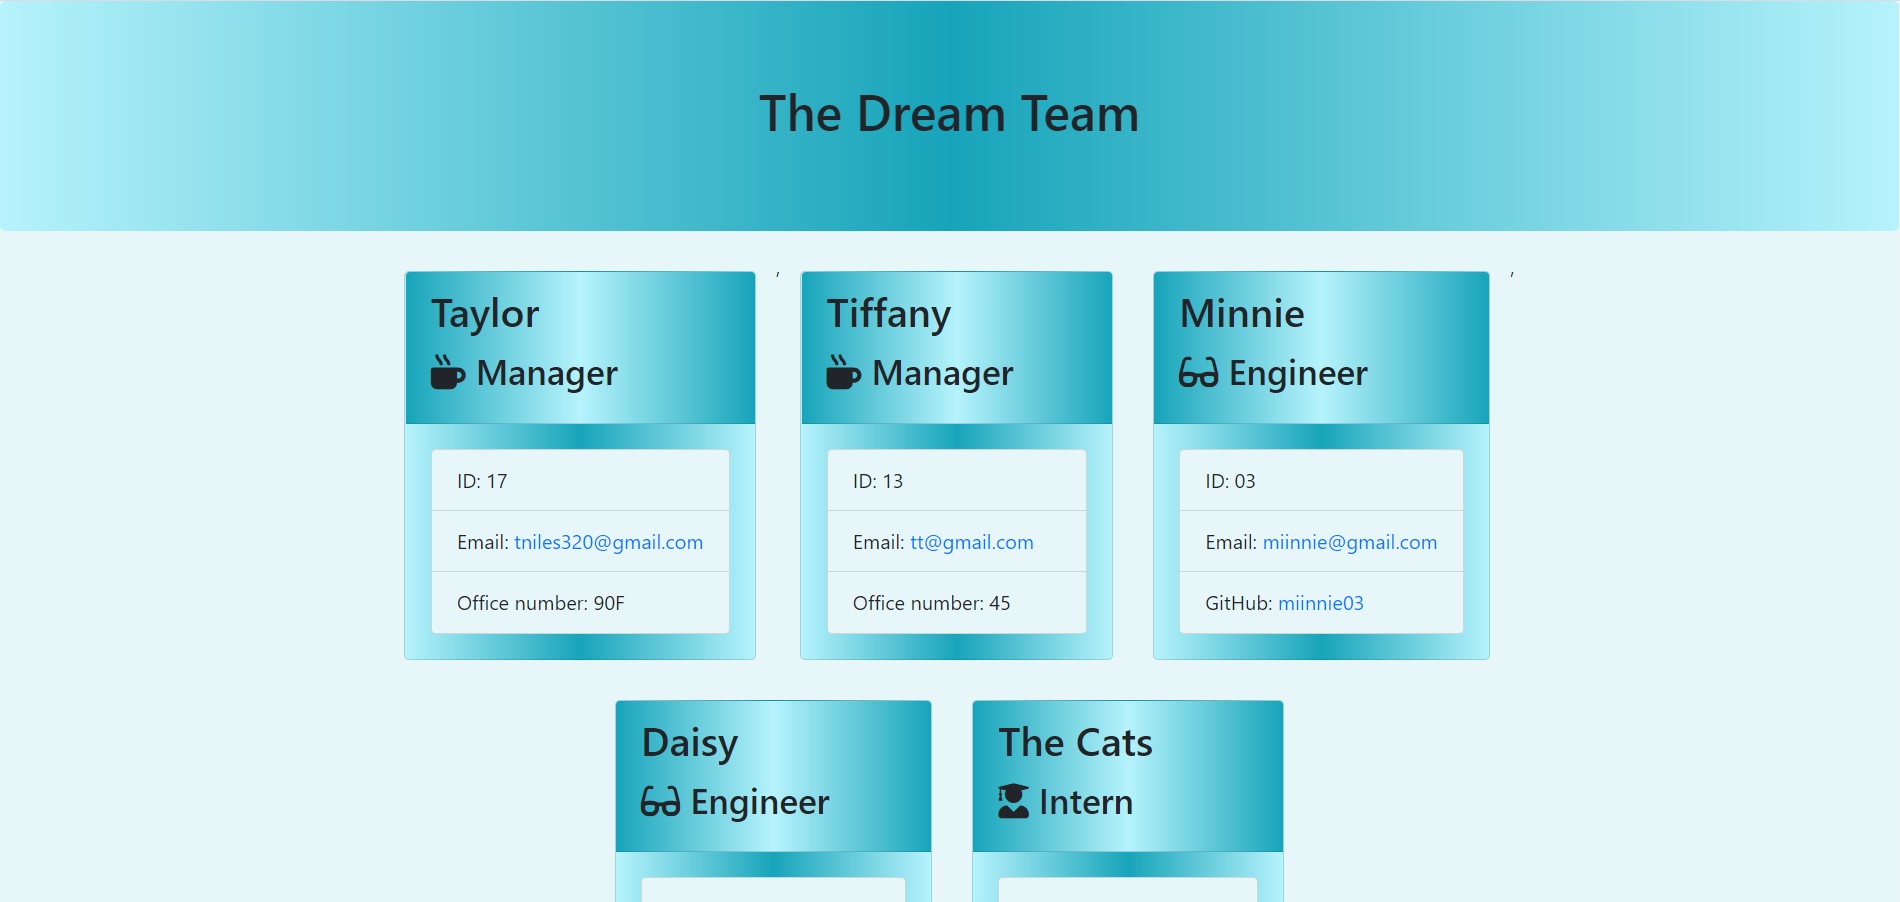 The Dream Team
Taylor
Manager
ID: 17
Email: tniles320@gmail.com
Office number: 90F
,
Tiffany
Manager
ID: 13
Email: tt@gmail.com
Office number: 45
Minnie
Engineer
ID: 03
Email: miinnie@gmail.com
GitHub: miinnie03
,
Daisy
Engineer
The Cats
Intern